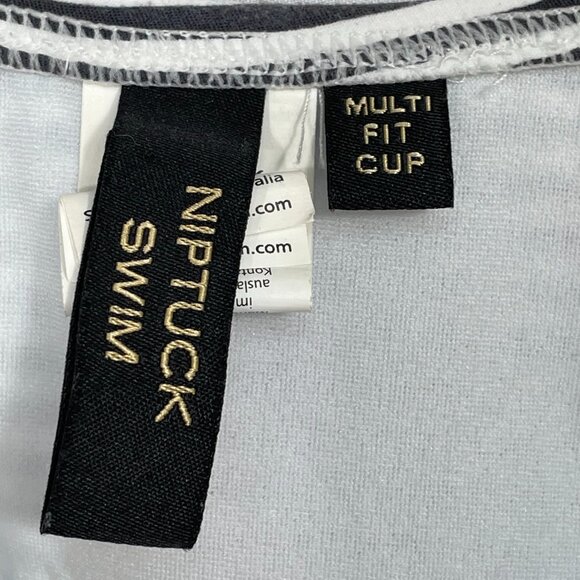 NIPTUCK
SWIM
MULTI
FIT
CUP
alia
.com
n.com
Konta
ausla
im